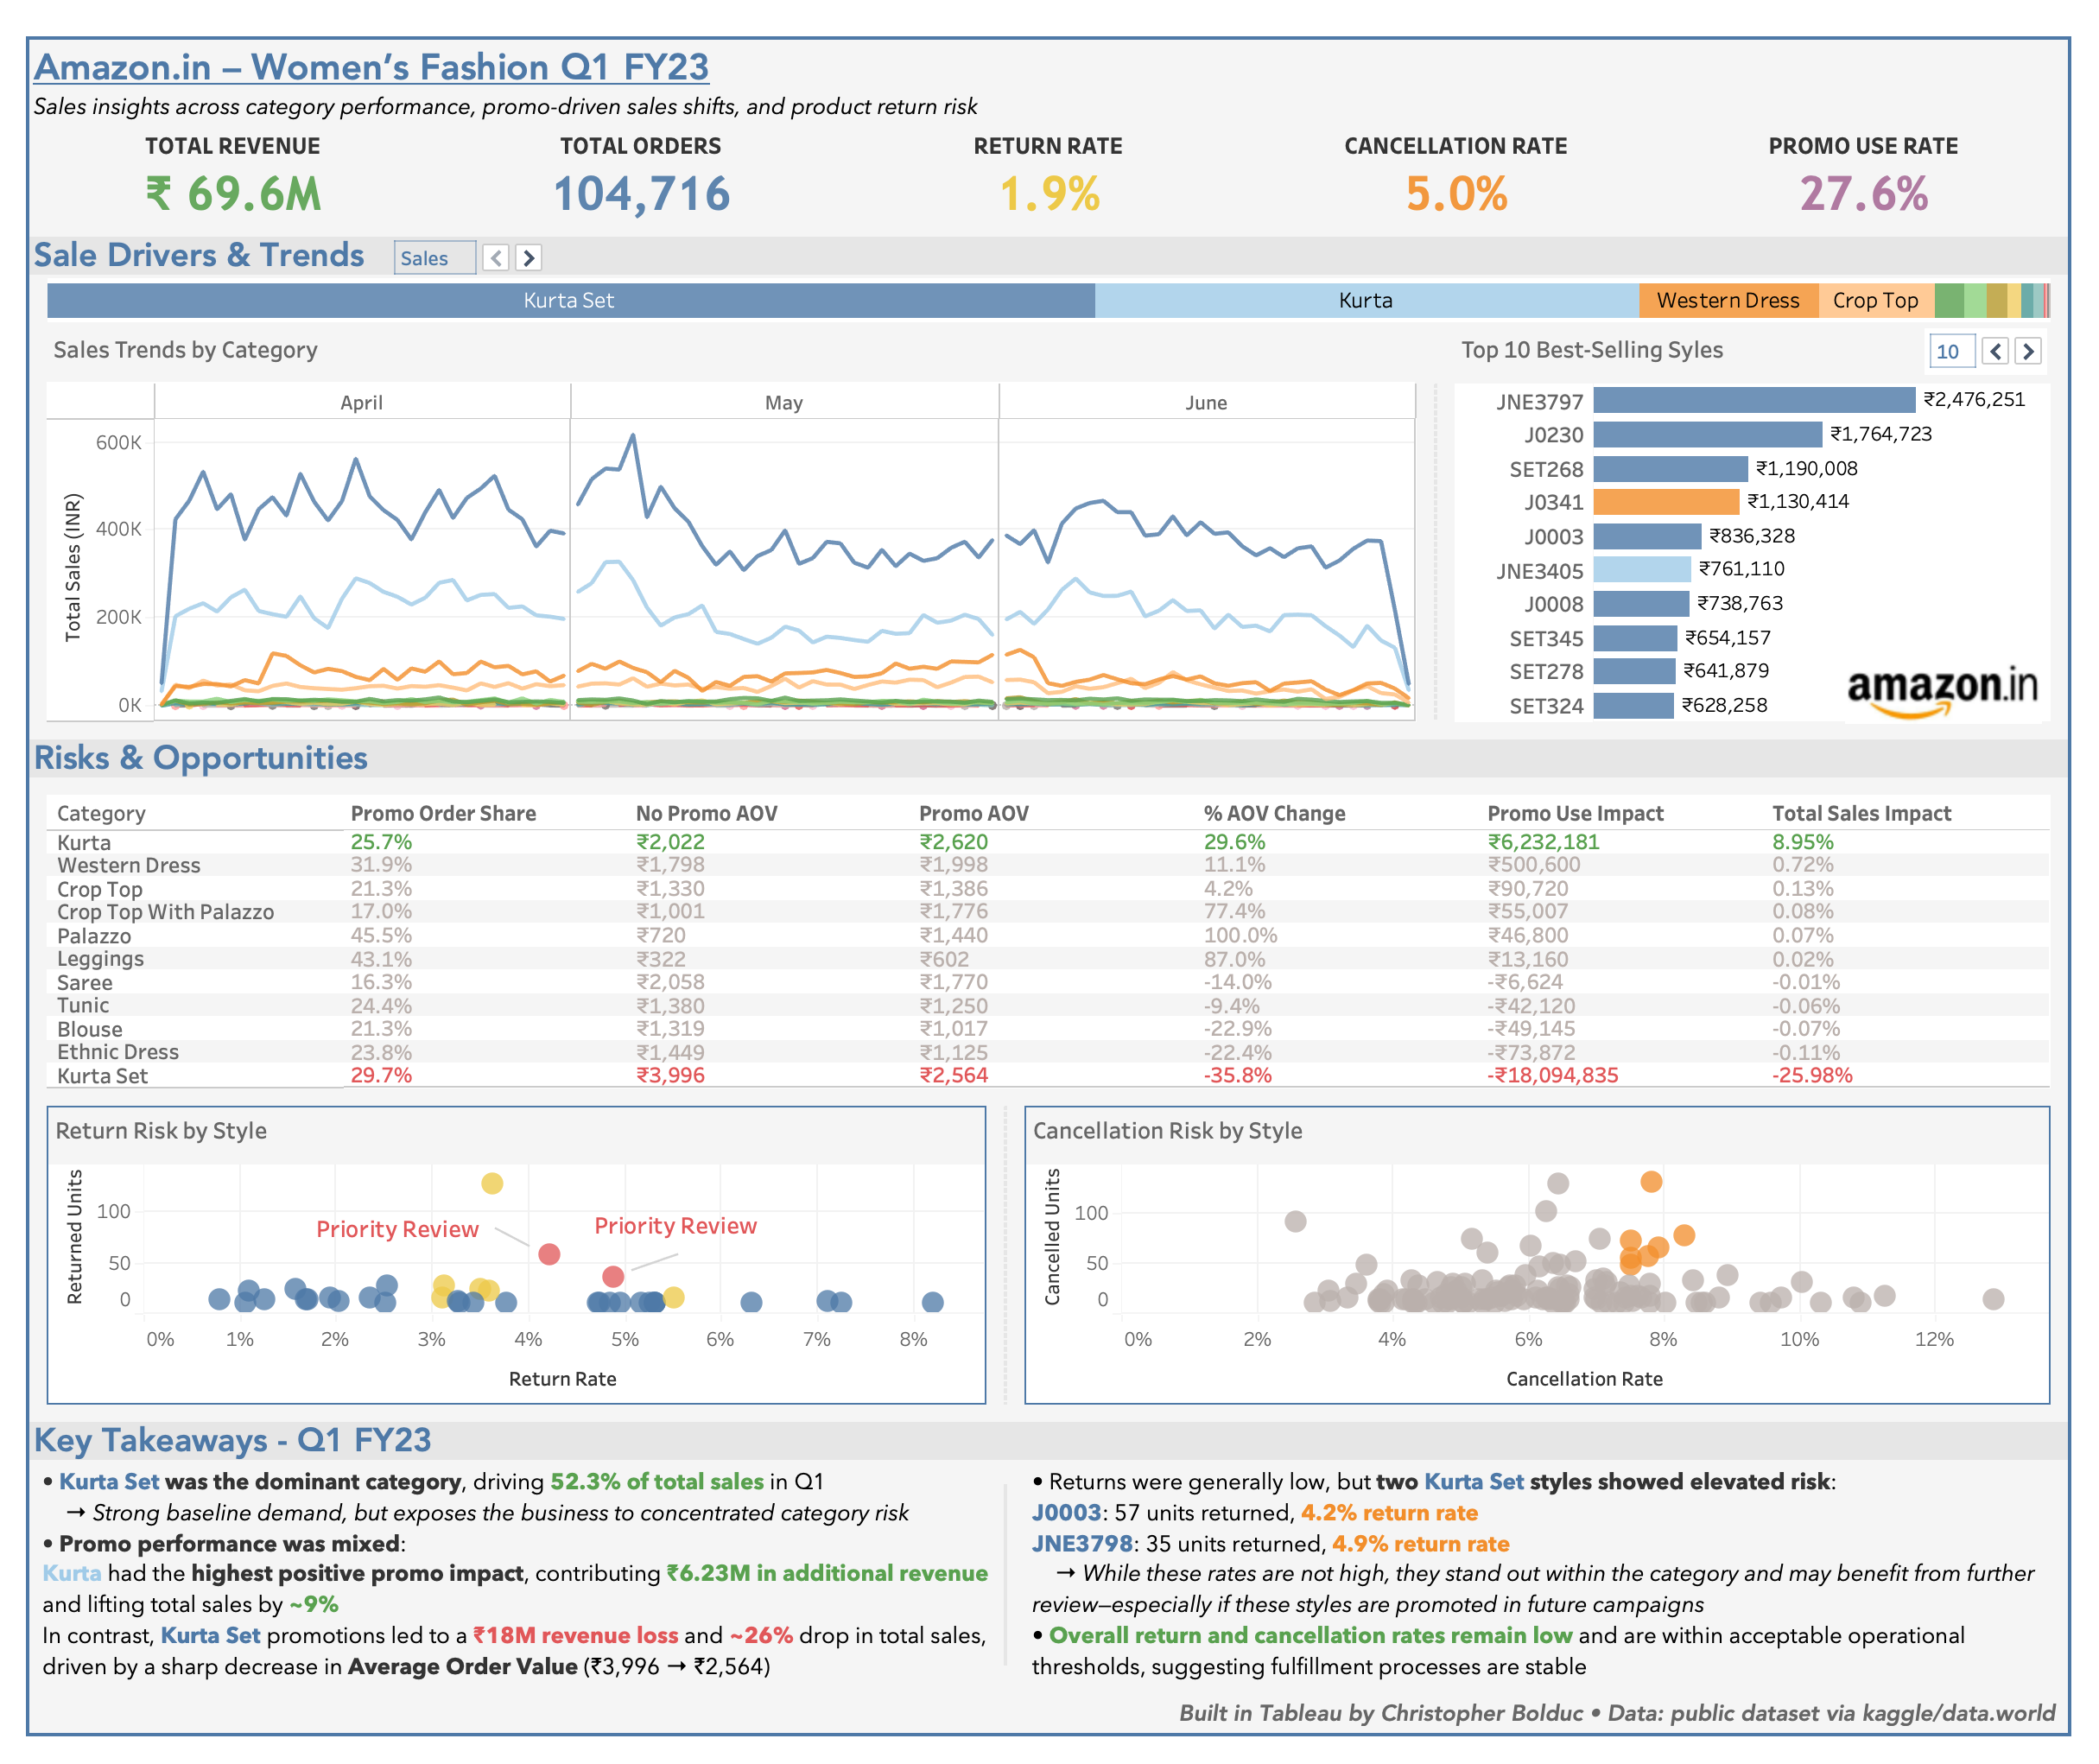 Amazon.in – Women's Fashion Q1 FY23
Sales insights across category performance, promo-driven sales shifts, and product return risk
TOTAL REVENUE TOTAL ORDERS RETURN RATE CANCELLATION RATE PROMO USE RATE
₹ 69.6M 104,716 1.9% 5.0% 27.6%
Sale Drivers & Trends Sales
Kurta Set Kurta Western Dress Crop Top
Sales Trends by Category
April May June
600K
400K
200K
0K
Total Sales (INR)
Top 10 Best-Selling Syles 10
JNE3797 ₹2,476,251
J0230 ₹1,764,723
SET268 ₹1,190,008
J0341 ₹1,130,414
J0003 ₹836,328
JNE3405 ₹761,110
J0008 ₹738,763
SET345 ₹654,157
SET278 ₹641,879
SET324 ₹628,258
amazon.in
Risks & Opportunities
Category Promo Order Share No Promo AOV Promo AOV % AOV Change Promo Use Impact Total Sales Impact
Kurta 25.7% ₹2,022 ₹2,620 29.6% ₹6,232,181 8.95%
Western Dress 31.9% ₹1,798 ₹1,998 11.1% ₹500,600 0.72%
Crop Top 21.3% ₹1,330 ₹1,386 4.2% ₹90,720 0.13%
Crop Top With Palazzo 17.0% ₹1,001 ₹1,776 77.4% ₹55,007 0.08%
Palazzo 45.5% ₹720 ₹1,440 100.0% ₹46,800 0.07%
Leggings 43.1% ₹322 ₹602 87.0% ₹13,160 0.02%
Saree 16.3% ₹2,058 ₹1,770 -14.0% -₹6,624 -0.01%
Tunic 24.4% ₹1,380 ₹1,250 -9.4% -₹42,120 -0.06%
Blouse 21.3% ₹1,319 ₹1,017 -22.9% -₹49,145 -0.07%
Ethnic Dress 23.8% ₹1,449 ₹1,125 -22.4% -₹73,872 -0.11%
Kurta Set 29.7% ₹3,996 ₹2,564 -35.8% -₹18,094,835 -25.98%
Return Risk by Style
Returned Units
100
50
0
Priority Review Priority Review
0% 1% 2% 3% 4% 5% 6% 7% 8%
Return Rate
Cancellation Risk by Style
Cancelled Units
100
50
0
0% 2% 4% 6% 8% 10% 12%
Cancellation Rate
Key Takeaways - Q1 FY23
• Kurta Set was the dominant category, driving 52.3% of total sales in Q1
→ Strong baseline demand, but exposes the business to concentrated category risk
• Promo performance was mixed:
Kurta had the highest positive promo impact, contributing ₹6.23M in additional revenue
and lifting total sales by ~9%
In contrast, Kurta Set promotions led to a ₹18M revenue loss and ~26% drop in total sales,
driven by a sharp decrease in Average Order Value (₹3,996 → ₹2,564)
• Returns were generally low, but two Kurta Set styles showed elevated risk:
J0003: 57 units returned, 4.2% return rate
JNE3798: 35 units returned, 4.9% return rate
→ While these rates are not high, they stand out within the category and may benefit from further
review—especially if these styles are promoted in future campaigns
• Overall return and cancellation rates remain low and are within acceptable operational
thresholds, suggesting fulfillment processes are stable
Built in Tableau by Christopher Bolduc • Data: public dataset via kaggle/data.world